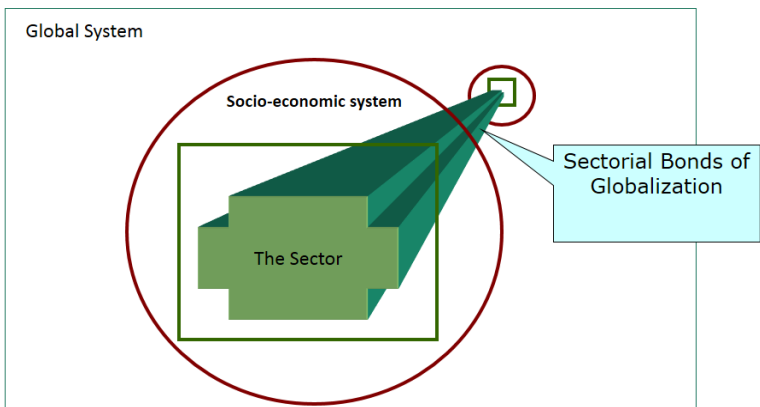 Global System
Socio-economic system
Sectorial Bonds of
Globalization
The Sector